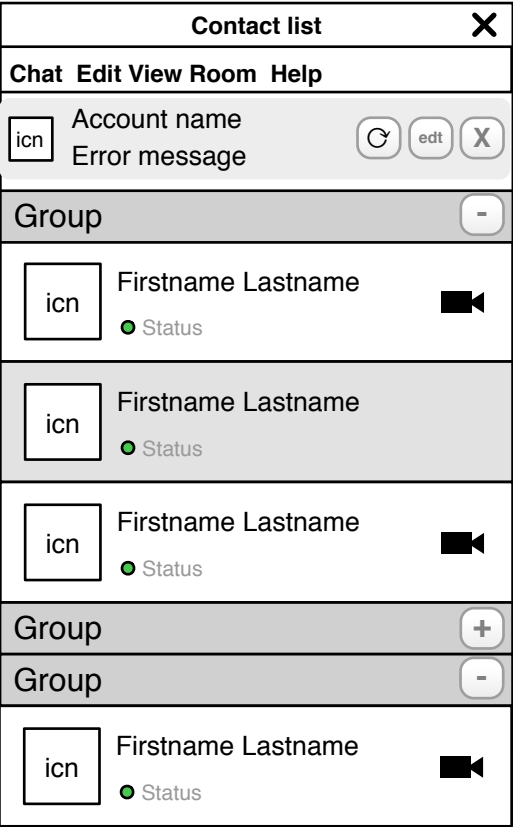 Contact list
Chat Edit View Room Help
icn
Account name
Error message
edt
X
Group
-
icn
Firstname Lastname
Status
icn
Firstname Lastname
Status
icn
Firstname Lastname
Status
Group
+
Group
-
icn
Firstname Lastname
Status